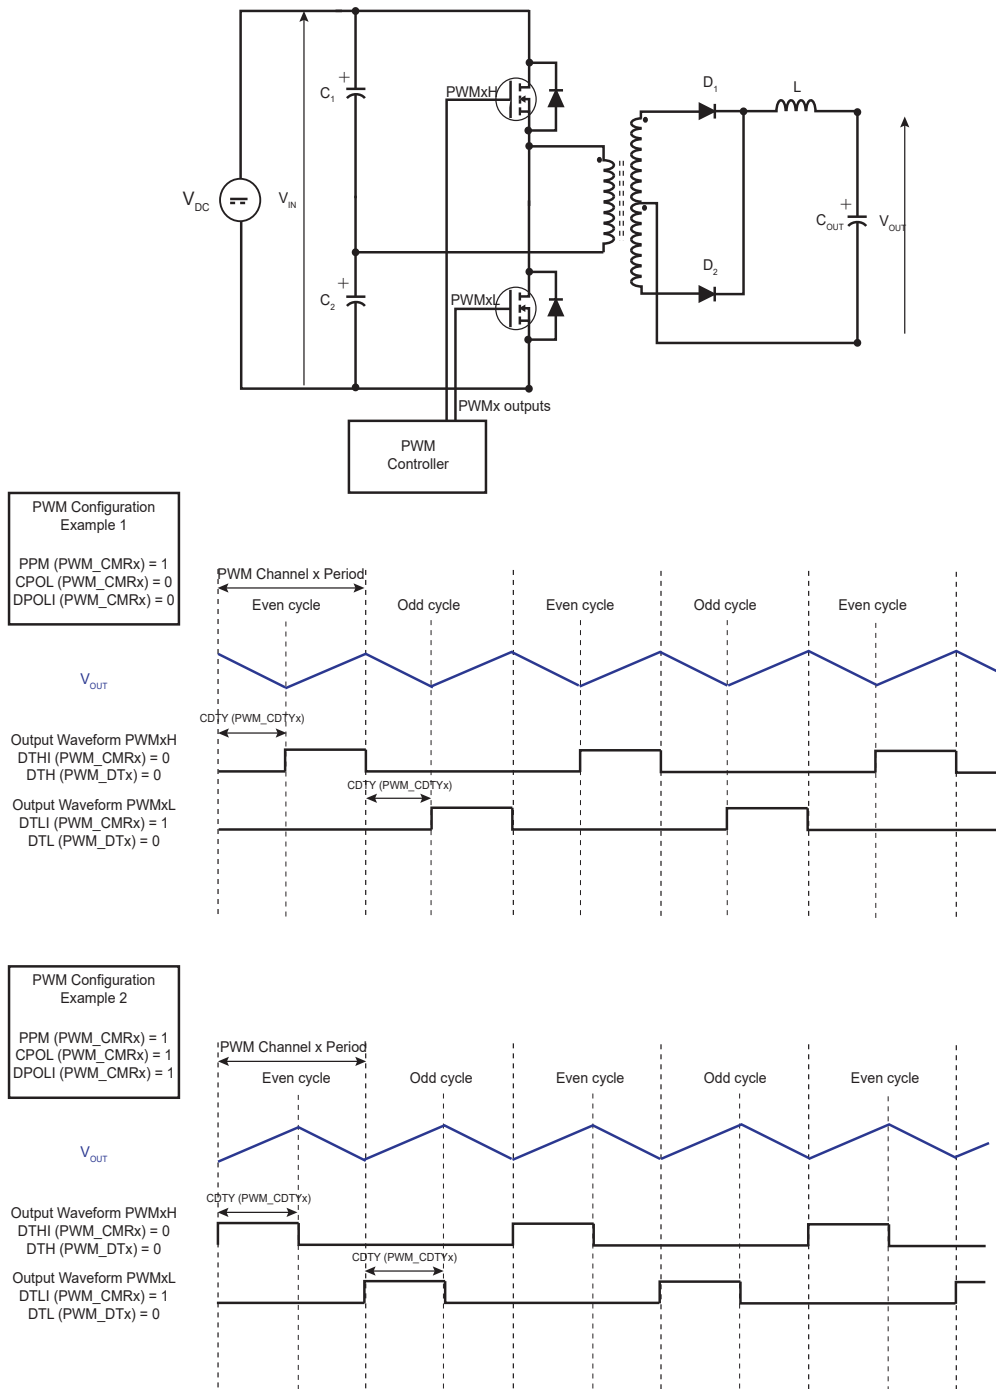 PWMxH
D1
L
C1
+
VDC
VIN
COUT
+
VOUT
D2
C2
+
PWMxL
PWMx outputs
PWM
Controller
PWM Configuration
Example 1
PPM (PWM_CMRx) = 1
CPOL (PWM_CMRx) = 0
DPOLI (PWM_CMRx) = 0
PWM Channel x Period
Even cycle
Odd cycle
Even cycle
Odd cycle
Even cycle
VOUT
CDTY (PWM_CDTYx)
Output Waveform PWMxH
DTHI (PWM_CMRx) = 0
DTH (PWM_DTx) = 0
CDTY (PWM_CDTYx)
Output Waveform PWMxL
DTLI (PWM_CMRx) = 1
DTL (PWM_DTx) = 0
PWM Configuration
Example 2
PPM (PWM_CMRx) = 1
CPOL (PWM_CMRx) = 1
DPOLI (PWM_CMRx) = 1
PWM Channel x Period
Even cycle
Odd cycle
Even cycle
Odd cycle
Even cycle
VOUT
CDTY (PWM_CDTYx)
Output Waveform PWMxH
DTHI (PWM_CMRx) = 0
DTH (PWM_DTx) = 0
CDTY (PWM_CDTYx)
Output Waveform PWMxL
DTLI (PWM_CMRx) = 1
DTL (PWM_DTx) = 0